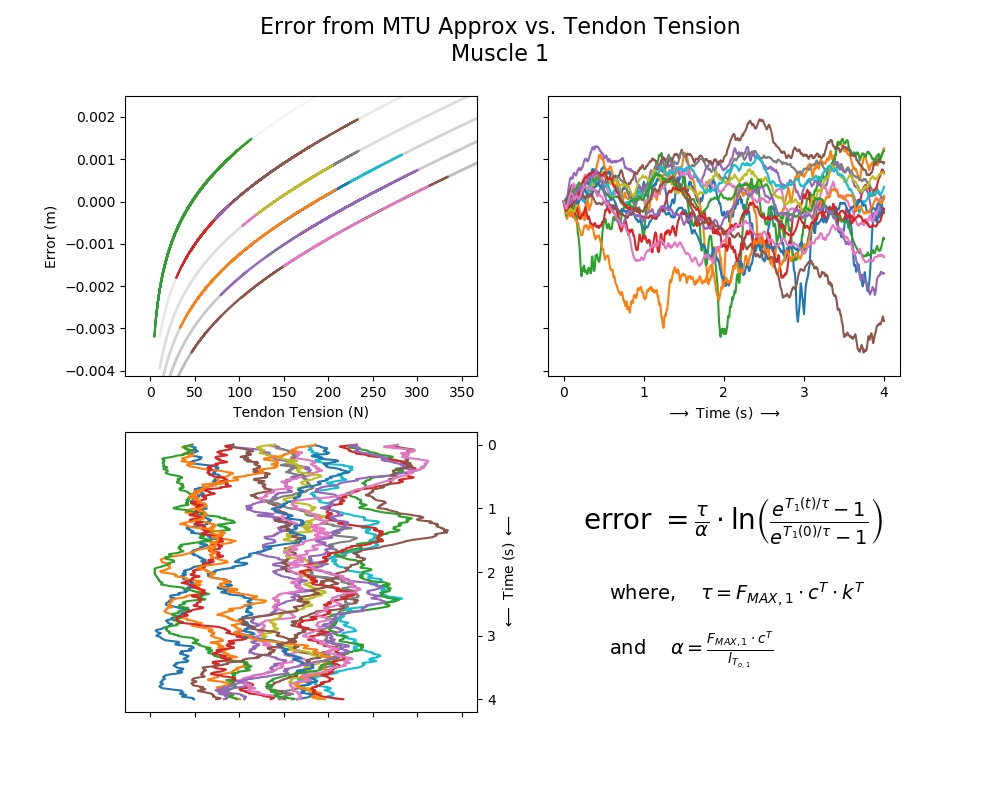 Error from MTU Approx vs. Tendon Tension
Muscle 1
0.002
0.001
0.000
−0.001
−0.002
−0.003
−0.004
Error (m)
0 50 100 150 200 250 300 350
Tendon Tension (N)
0 1 2 3 4
⟶ Time (s) ⟶
0
1
2
3
4
⟵ Time (s) ⟵
error = τ/α · ln((e^{T_1(t)/τ} − 1)/(e^{T_1(0)/τ} − 1))
where, τ = F_{MAX,1} · c^T · k^T
and α = (F_{MAX,1} · c^T)/l_{T_{o,1}}